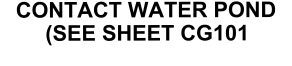 CONTACT WATER POND
(SEE SHEET CG101